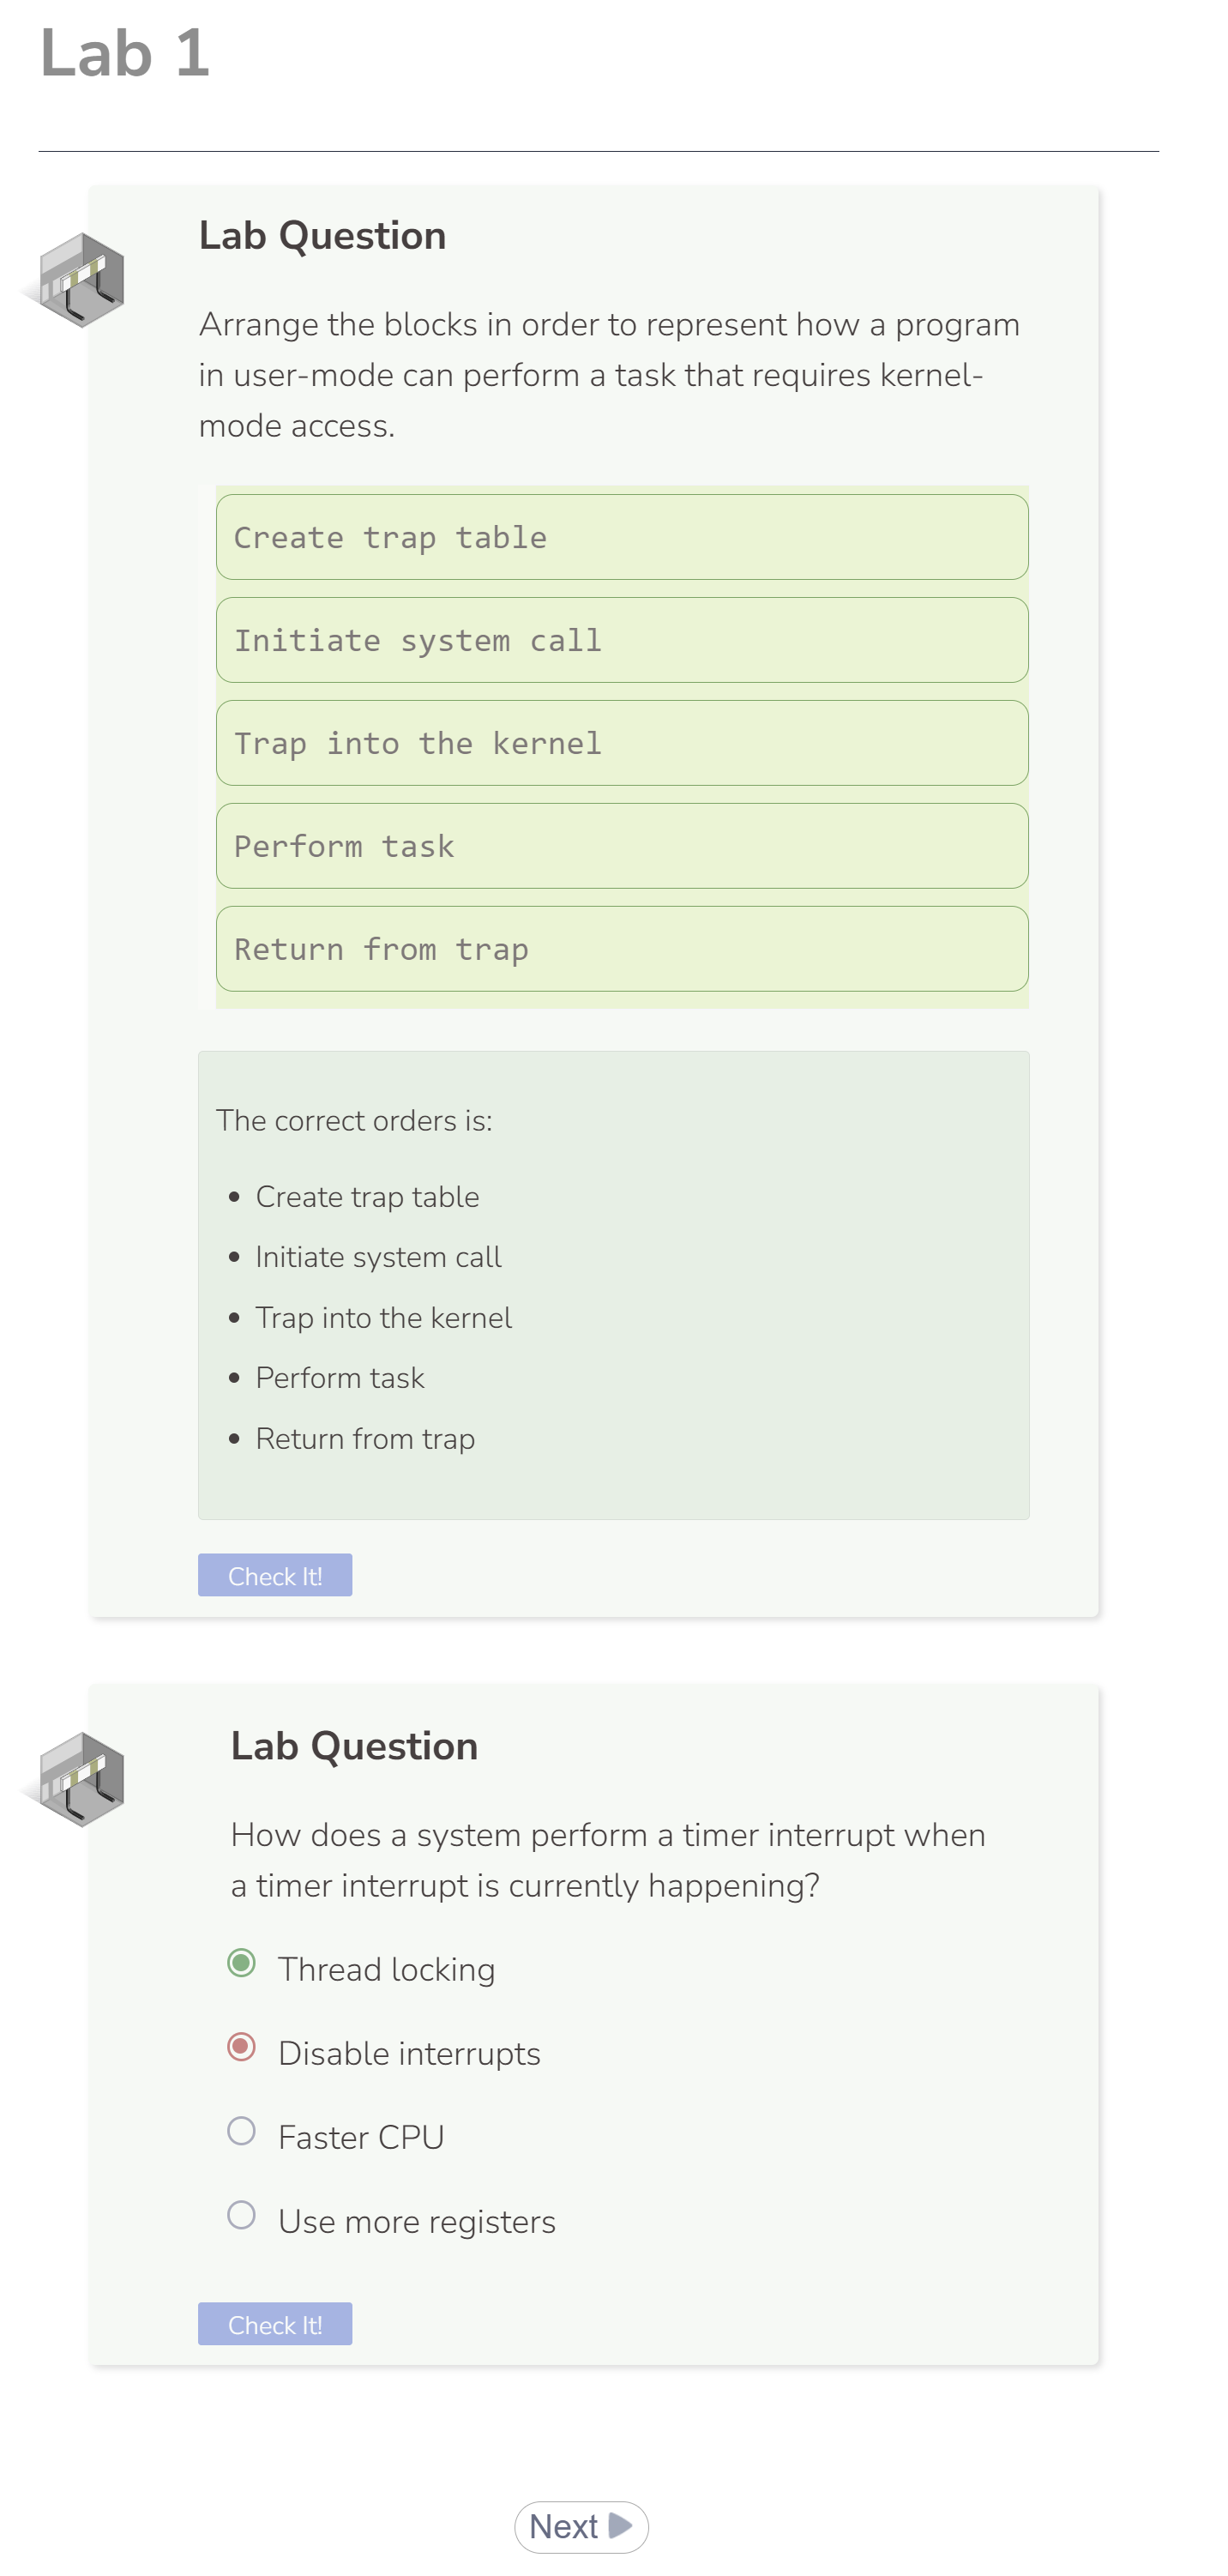 Lab 1
Lab Question
Arrange the blocks in order to represent how a program
in user-mode can perform a task that requires kernel-
mode access.
Create trap table
Initiate system call
Trap into the kernel
Perform task
Return from trap
The correct orders is:
• Create trap table
• Initiate system call
• Trap into the kernel
• Perform task
• Return from trap
Check It!
Lab Question
How does a system perform a timer interrupt when
a timer interrupt is currently happening?
Thread locking
Disable interrupts
Faster CPU
Use more registers
Check It!
Next